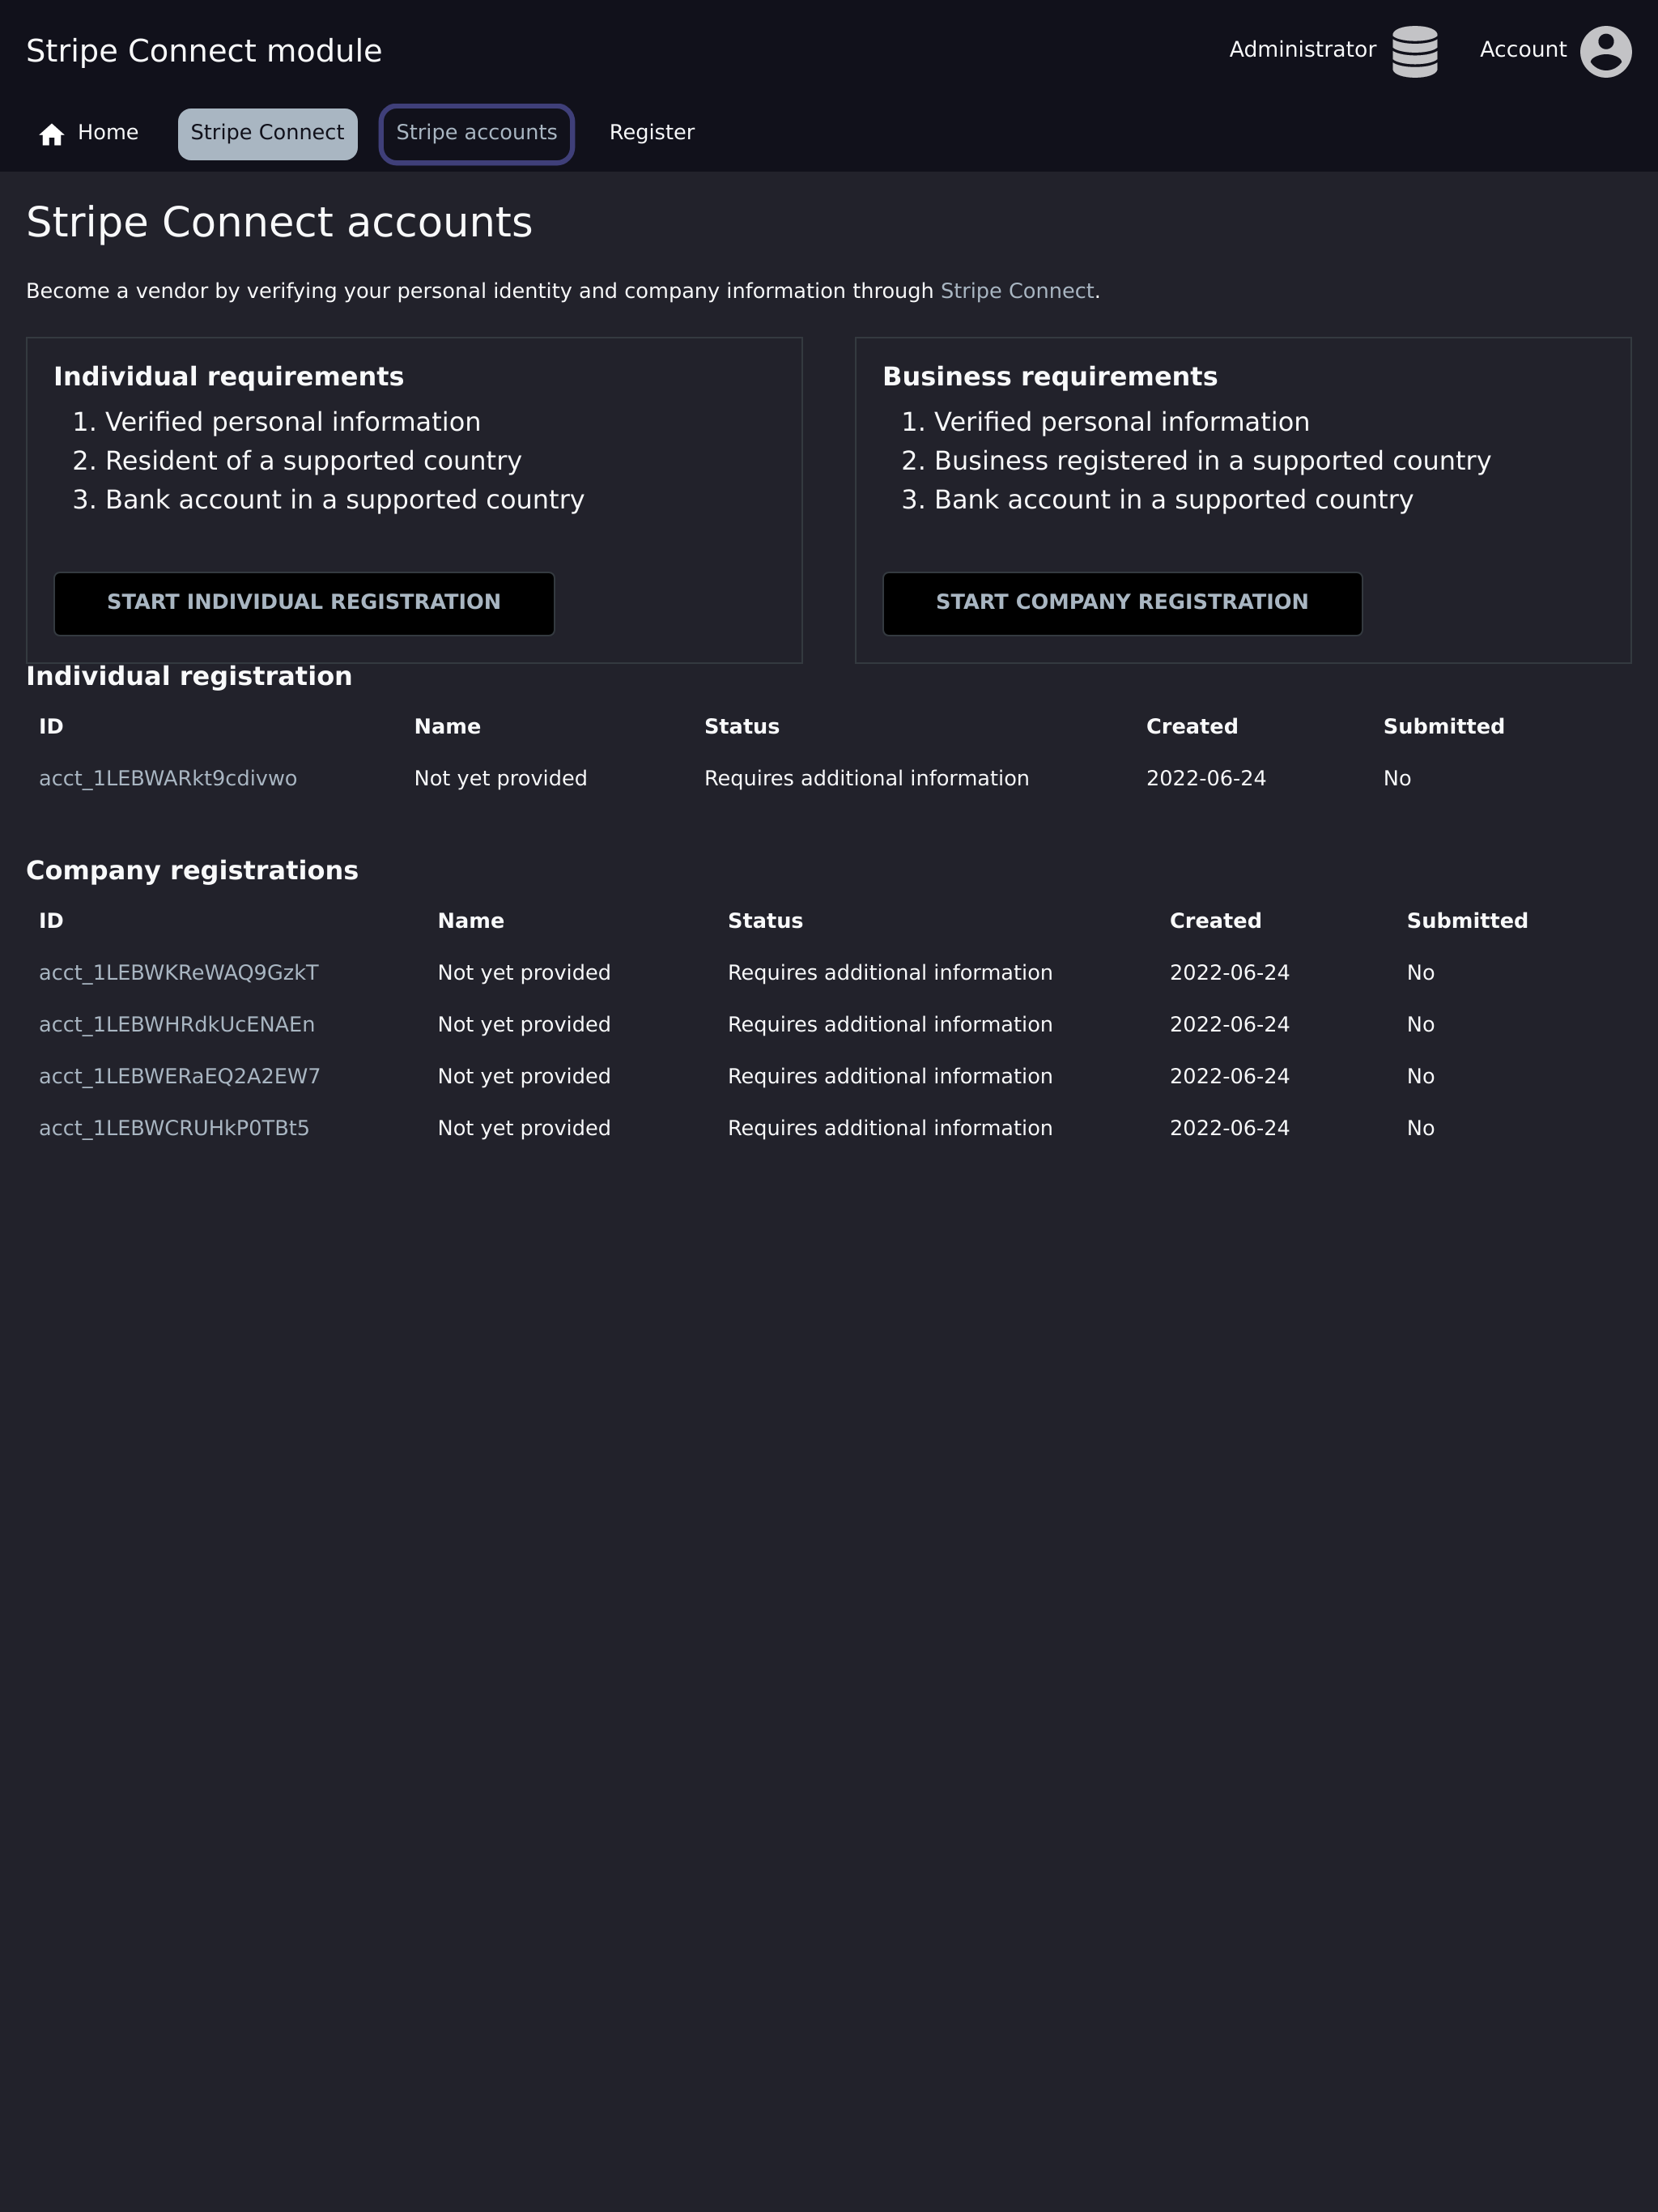 Stripe Connect module
Administrator
Account
Home
Stripe Connect
Stripe accounts
Register
Stripe Connect accounts
Become a vendor by verifying your personal identity and company information through Stripe Connect.
Individual requirements
1. Verified personal information
2. Resident of a supported country
3. Bank account in a supported country
START INDIVIDUAL REGISTRATION
Business requirements
1. Verified personal information
2. Business registered in a supported country
3. Bank account in a supported country
START COMPANY REGISTRATION
Individual registration
ID Name Status Created Submitted
acct_1LEBWARkt9cdivwo Not yet provided Requires additional information 2022-06-24 No
Company registrations
ID Name Status Created Submitted
acct_1LEBWKReWAQ9GzkT Not yet provided Requires additional information 2022-06-24 No
acct_1LEBWHRdkUcENAEn Not yet provided Requires additional information 2022-06-24 No
acct_1LEBWERaEQ2A2EW7 Not yet provided Requires additional information 2022-06-24 No
acct_1LEBWCRUHkP0TBt5 Not yet provided Requires additional information 2022-06-24 No